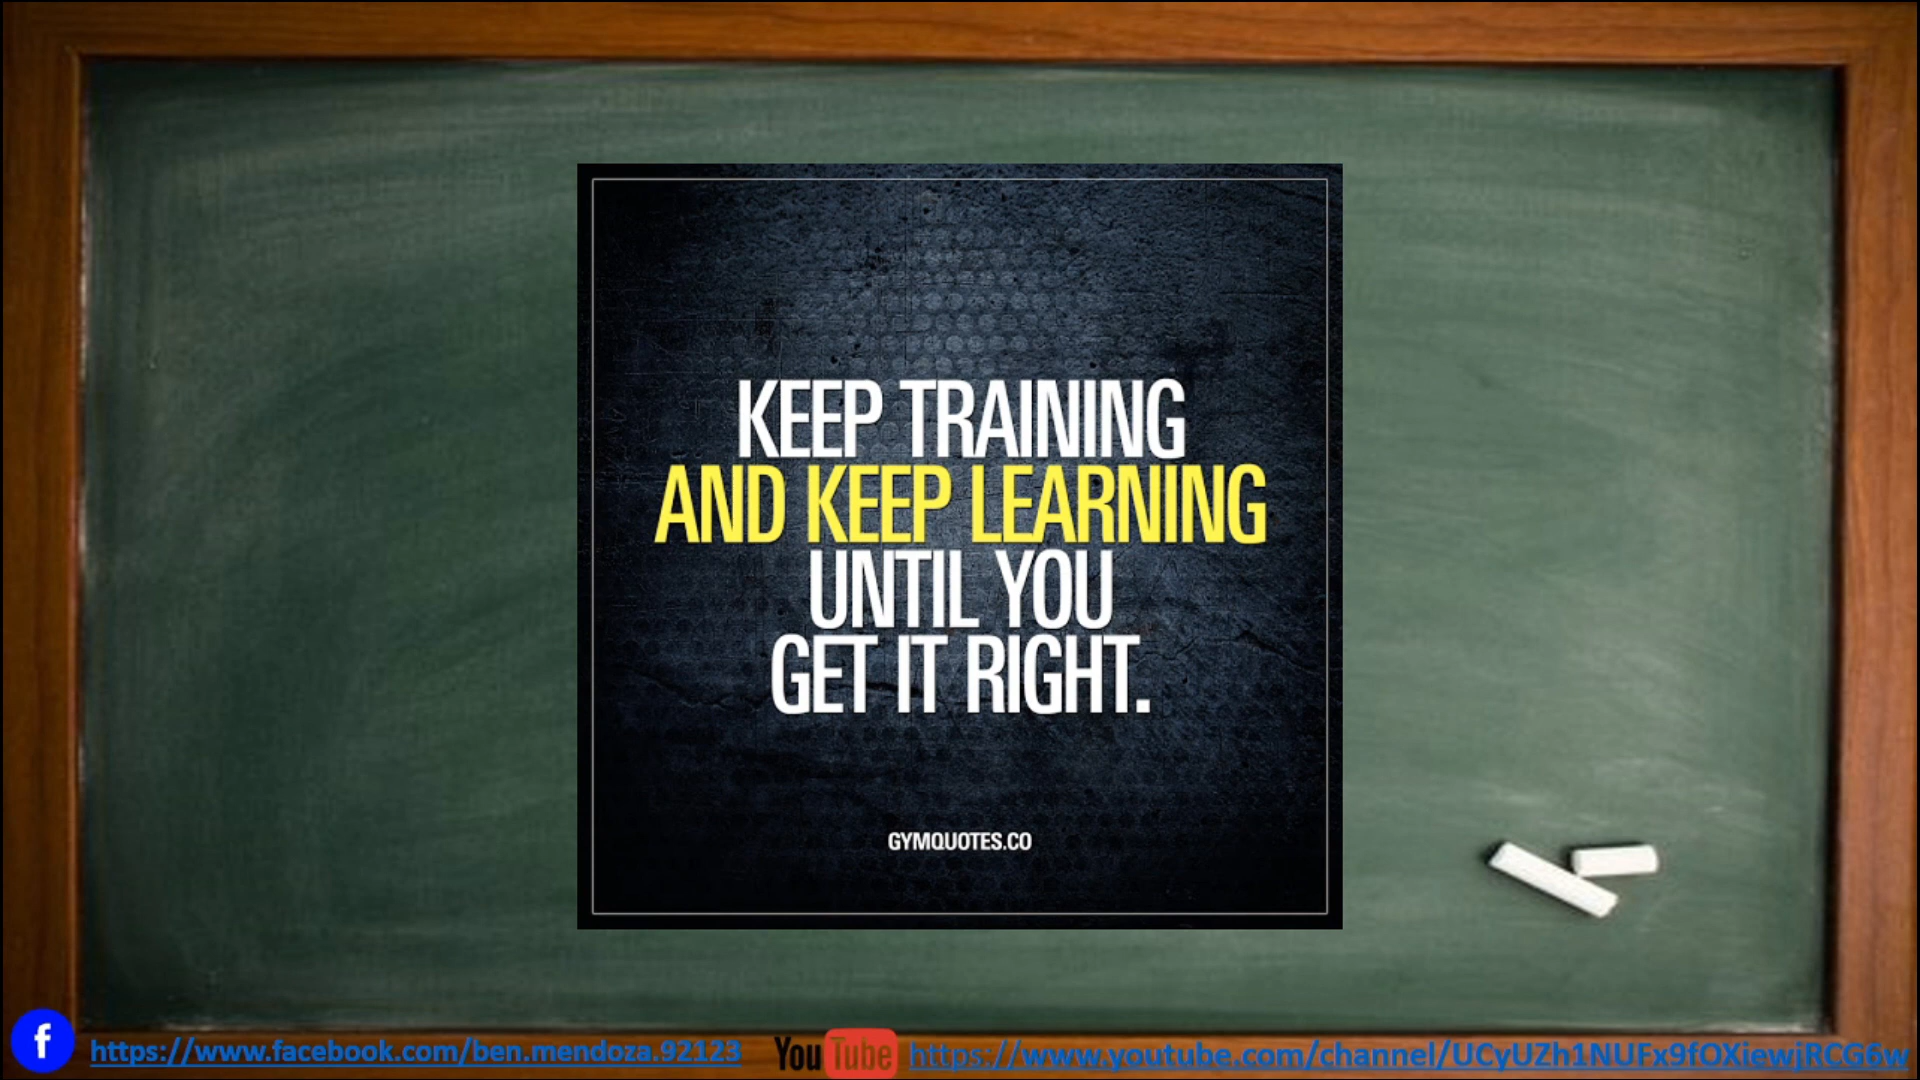 KEEP TRAINING
AND KEEP LEARNING
UNTIL YOU
GET IT RIGHT.
GYMQUOTES.CO
f https://www.facebook.com/ben.mendoza.92123 YouTube https://www.youtube.com/channel/UCyUZh1NUFx9fOXiewjRCG6w